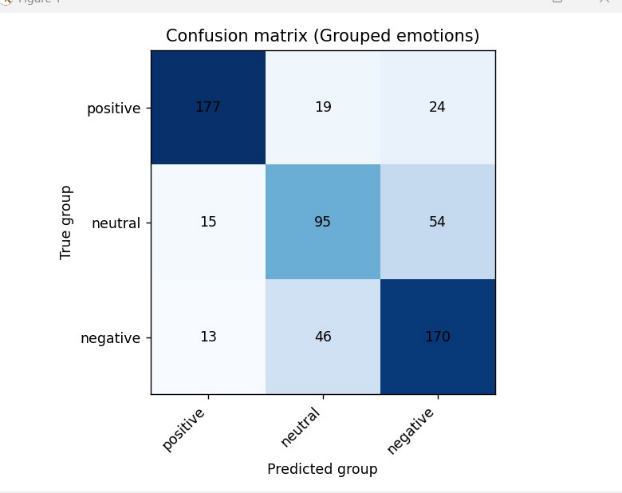 Confusion matrix (Grouped emotions)
positive 177 19 24
neutral 15 95 54
negative 13 46 170
True group
positive neutral negative
Predicted group